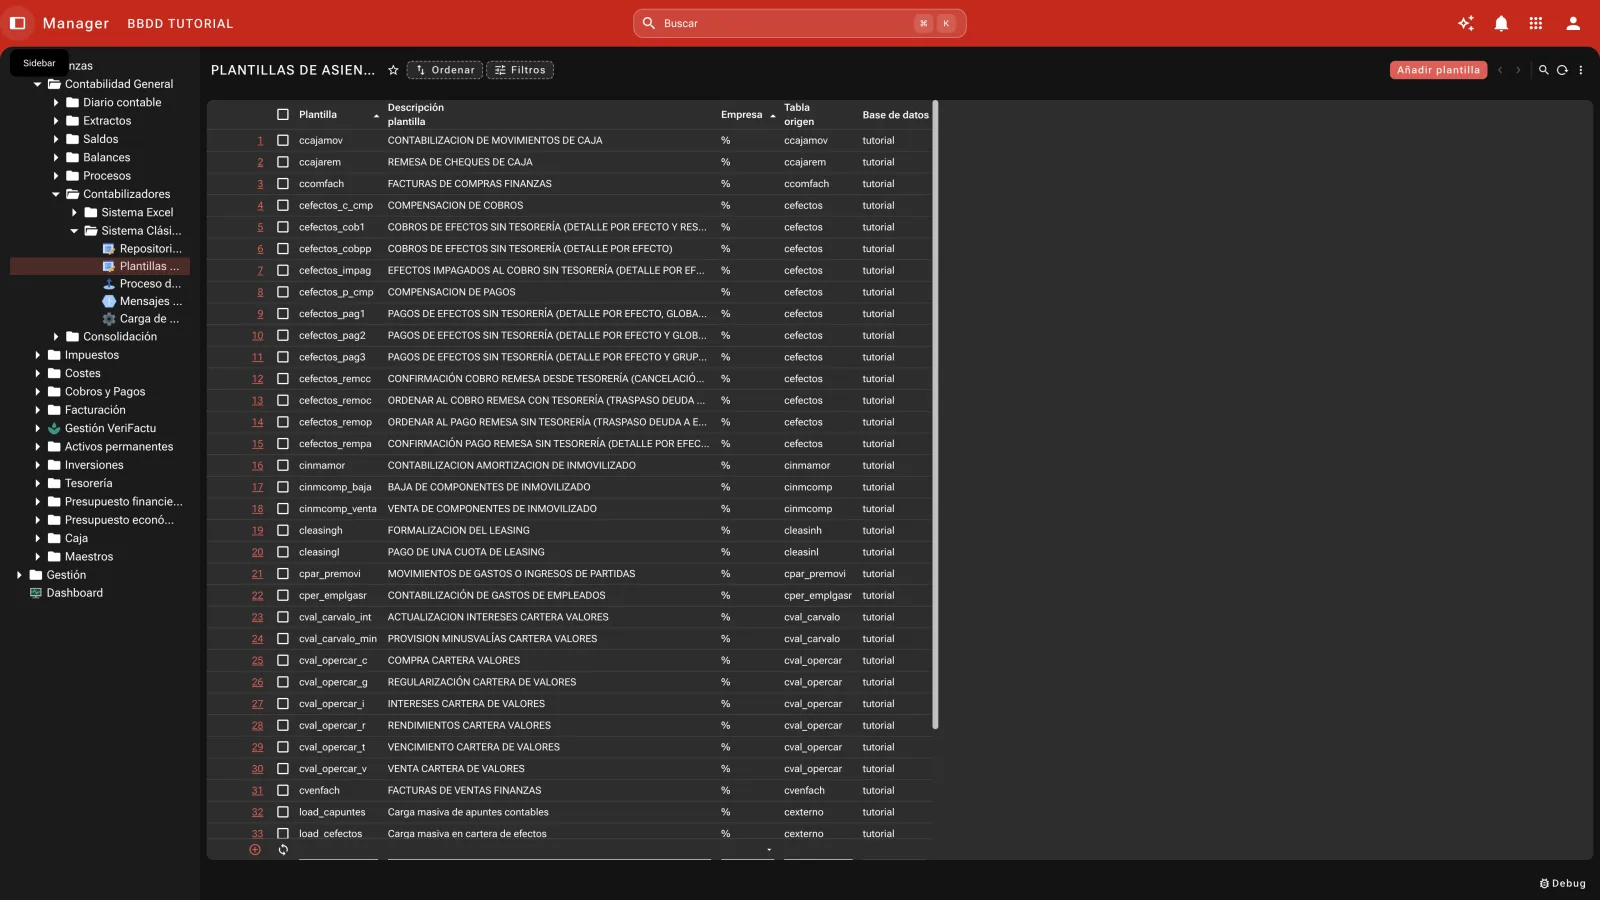 Manager BBDD TUTORIAL
Buscar
⌘ K
Sidebar
nzas
Contabilidad General
Diario contable
Extractos
Saldos
Balances
Procesos
Contabilizadores
Sistema Excel
Sistema Clási...
Repositori...
Plantillas ...
Proceso d...
Mensajes ...
Carga de ...
Consolidación
Impuestos
Costes
Cobros y Pagos
Facturación
Gestión VeriFactu
Activos permanentes
Inversiones
Tesorería
Presupuesto financie...
Presupuesto econó...
Caja
Maestros
Gestión
Dashboard
PLANTILLAS DE ASIEN...
Ordenar
Filtros
Añadir plantilla
Plantilla Descripción plantilla Empresa Tabla origen Base de datos
1 ccajamov CONTABILIZACION DE MOVIMIENTOS DE CAJA % ccajamov tutorial
2 ccajarem REMESA DE CHEQUES DE CAJA % ccajarem tutorial
3 ccomfach FACTURAS DE COMPRAS FINANZAS % ccomfach tutorial
4 cefectos_c_cmp COMPENSACION DE COBROS % cefectos tutorial
5 cefectos_cob1 COBROS DE EFECTOS SIN TESORERÍA (DETALLE POR EFECTO Y RES... % cefectos tutorial
6 cefectos_cobpp COBROS DE EFECTOS SIN TESORERÍA (DETALLE POR EFECTO) % cefectos tutorial
7 cefectos_impag EFECTOS IMPAGADOS AL COBRO SIN TESORERÍA (DETALLE POR EF... % cefectos tutorial
8 cefectos_p_cmp COMPENSACION DE PAGOS % cefectos tutorial
9 cefectos_pag1 PAGOS DE EFECTOS SIN TESORERÍA (DETALLE POR EFECTO, GLOBA... % cefectos tutorial
10 cefectos_pag2 PAGOS DE EFECTOS SIN TESORERÍA (DETALLE POR EFECTO Y GLOB... % cefectos tutorial
11 cefectos_pag3 PAGOS DE EFECTOS SIN TESORERÍA (DETALLE POR EFECTO Y GRUP... % cefectos tutorial
12 cefectos_remcc CONFIRMACIÓN COBRO REMESA DESDE TESORERÍA (CANCELACIÓ... % cefectos tutorial
13 cefectos_remoc ORDENAR AL COBRO REMESA CON TESORERÍA (TRASPASO DEUDA ... % cefectos tutorial
14 cefectos_remop ORDENAR AL PAGO REMESA SIN TESORERÍA (TRASPASO DEUDA A E... % cefectos tutorial
15 cefectos_rempa CONFIRMACIÓN PAGO REMESA SIN TESORERÍA (DETALLE POR EFEC... % cefectos tutorial
16 cinmamor CONTABILIZACION AMORTIZACION DE INMOVILIZADO % cinmamor tutorial
17 cinmcomp_baja BAJA DE COMPONENTES DE INMOVILIZADO % cinmcomp tutorial
18 cinmcomp_venta VENTA DE COMPONENTES DE INMOVILIZADO % cinmcomp tutorial
19 cleasingh FORMALIZACION DEL LEASING % cleasinh tutorial
20 cleasingl PAGO DE UNA CUOTA DE LEASING % cleasinl tutorial
21 cpar_premovi MOVIMIENTOS DE GASTOS O INGRESOS DE PARTIDAS % cpar_premovi tutorial
22 cper_emplgasr CONTABILIZACIÓN DE GASTOS DE EMPLEADOS % cper_emplgasr tutorial
23 cval_carvalo_int ACTUALIZACION INTERESES CARTERA VALORES % cval_carvalo tutorial
24 cval_carvalo_min PROVISION MINUSVALÍAS CARTERA VALORES % cval_carvalo tutorial
25 cval_opercar_c COMPRA CARTERA VALORES % cval_opercar tutorial
26 cval_opercar_g REGULARIZACIÓN CARTERA DE VALORES % cval_opercar tutorial
27 cval_opercar_i INTERESES CARTERA DE VALORES % cval_opercar tutorial
28 cval_opercar_r RENDIMIENTOS CARTERA VALORES % cval_opercar tutorial
29 cval_opercar_t VENCIMIENTO CARTERA DE VALORES % cval_opercar tutorial
30 cval_opercar_v VENTA CARTERA DE VALORES % cval_opercar tutorial
31 cvenfach FACTURAS DE VENTAS FINANZAS % cvenfach tutorial
32 load_capuntes Carga masiva de apuntes contables % cexterno tutorial
33 load_cefectos Carga masiva en cartera de efectos % cexterno tutorial
Debug